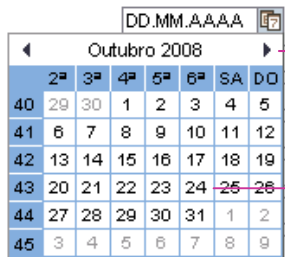 DD.MM.AAAA
Outubro 2008
2ª 3ª 4ª 5ª 6ª SA DO
40 29 30 1 2 3 4 5
41 6 7 8 9 10 11 12
42 13 14 15 16 17 18 19
43 20 21 22 23 24 25 26
44 27 28 29 30 31 1 2
45 3 4 5 6 7 8 9